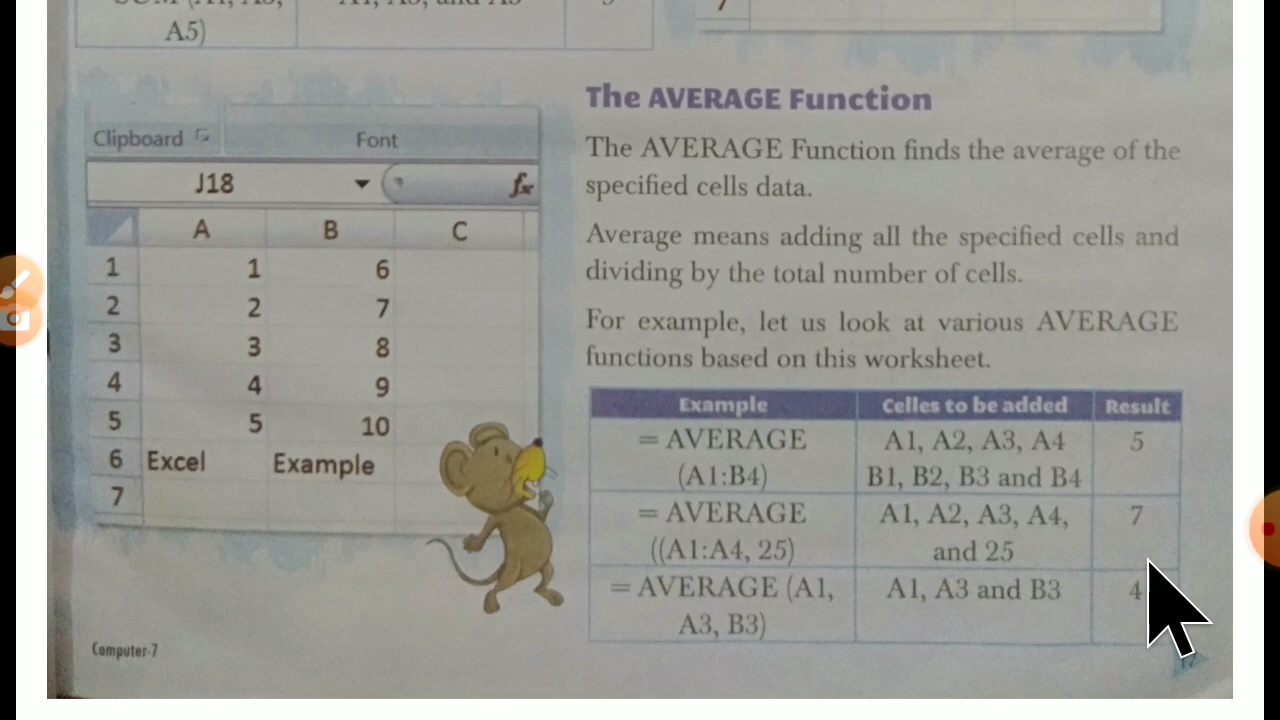 A5)
The AVERAGE Function
The AVERAGE Function finds the average of the
specified cells data.
Average means adding all the specified cells and
dividing by the total number of cells.
For example, let us look at various AVERAGE
functions based on this worksheet.
Clipboard Font
J18 fx
A B C
1 1 6
2 2 7
3 3 8
4 4 9
5 5 10
6 Excel Example
7
Example Celles to be added Result
= AVERAGE A1, A2, A3, A4 5
(A1:B4) B1, B2, B3 and B4
= AVERAGE A1, A2, A3, A4, 7
((A1:A4, 25) and 25
= AVERAGE (A1, A1, A3 and B3 4
A3, B3)
Computer-7